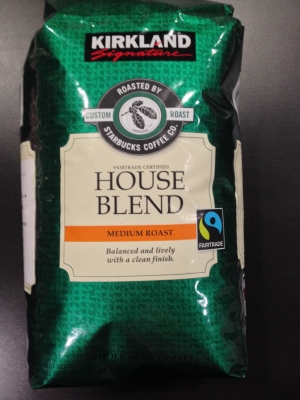 KIRKLAND
Signature
ROASTED BY
CUSTOM ROAST
STARBUCKS COFFEE CO.
FAIRTRADE CERTIFIED
HOUSE
BLEND
MEDIUM ROAST
Balanced and lively
with a clean finish.
FAIRTRADE